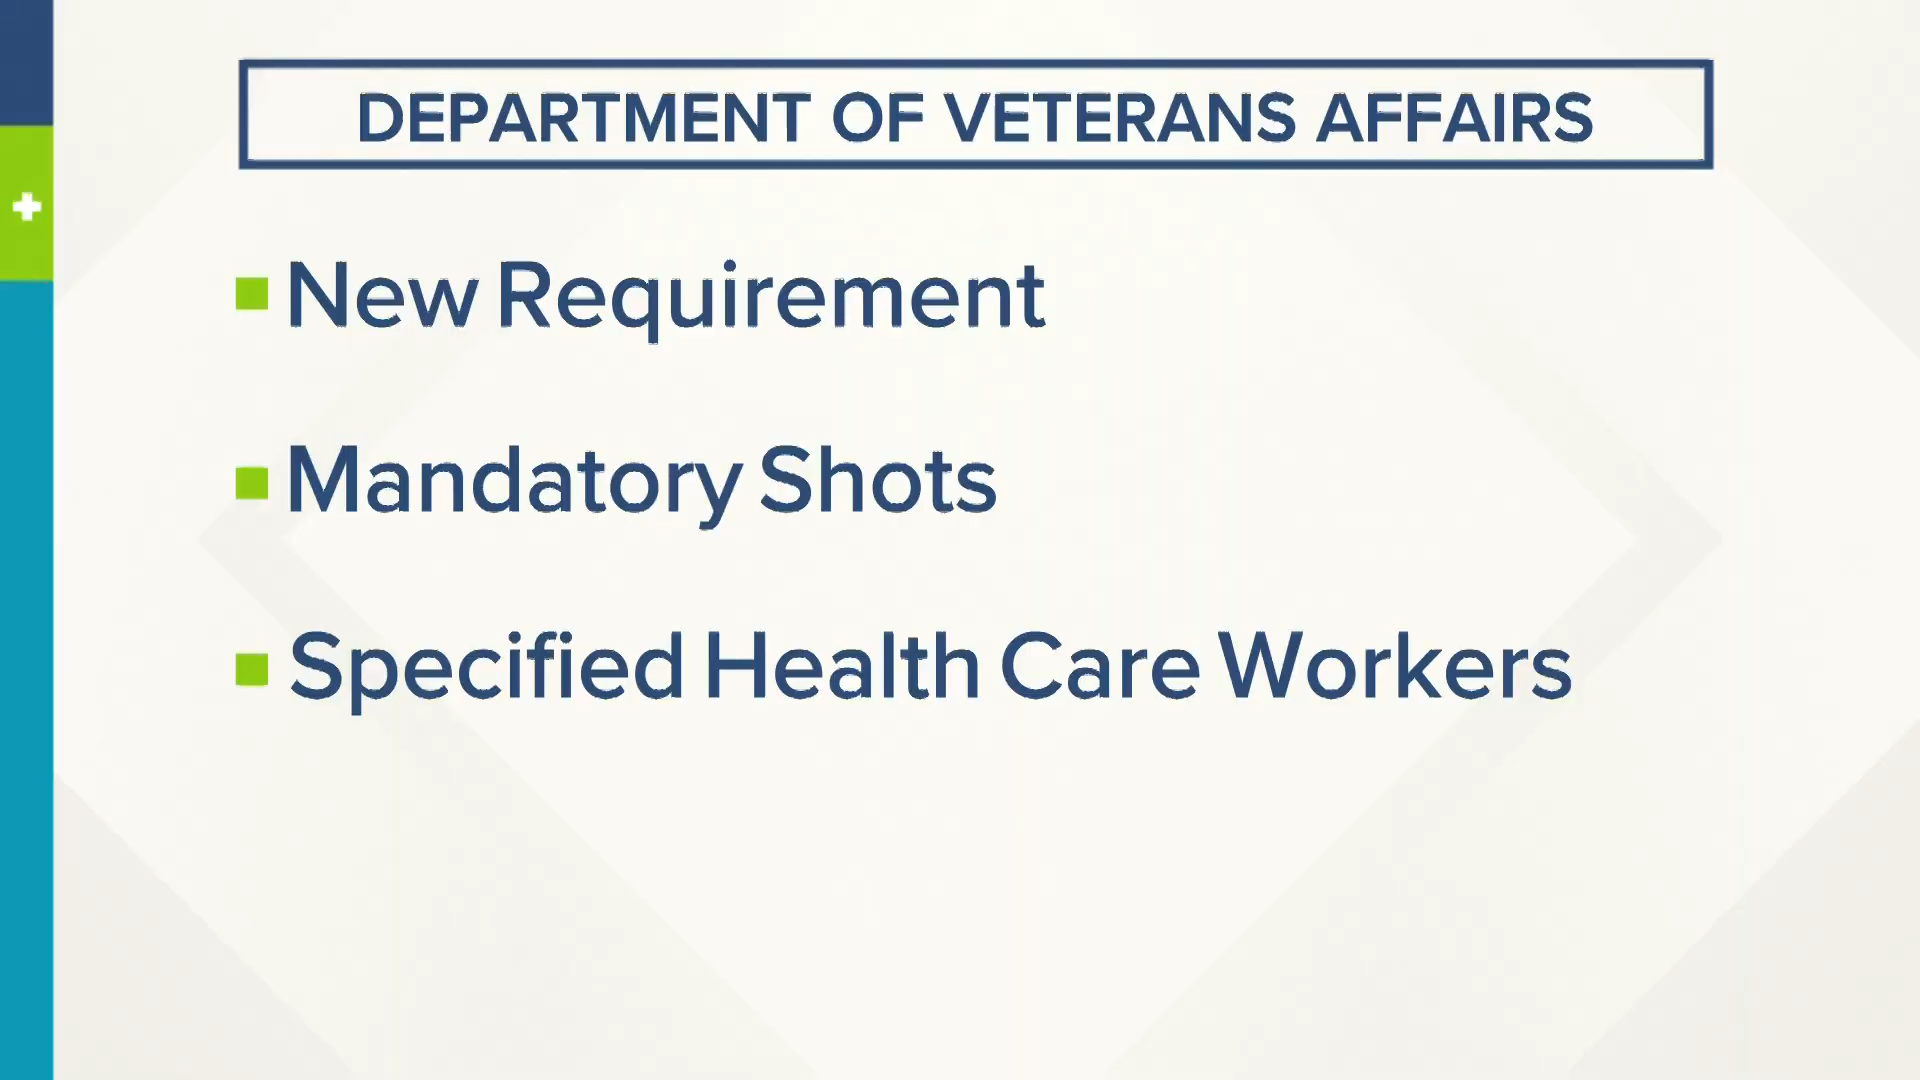 DEPARTMENT OF VETERANS AFFAIRS
New Requirement
Mandatory Shots
Specified Health Care Workers